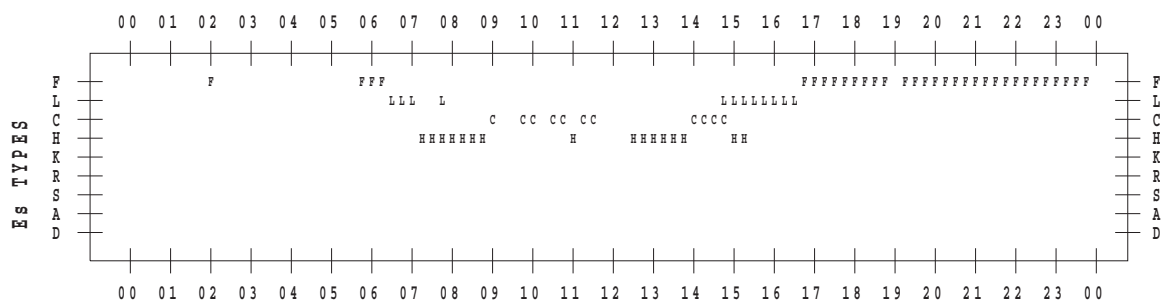 00 01 02 03 04 05 06 07 08 09 10 11 12 13 14 15 16 17 18 19 20 21 22 23 00
F F FFF FFFFFFFFF FFFFFFFFFFFFFFFFFFF F
L LLL L LLLLLLLL L
C C CC CC CC CCCC C
H HHHHHHH H HHHHHH HH H
K K
R R
S S
A A
D D
Es TYPES
00 01 02 03 04 05 06 07 08 09 10 11 12 13 14 15 16 17 18 19 20 21 22 23 00